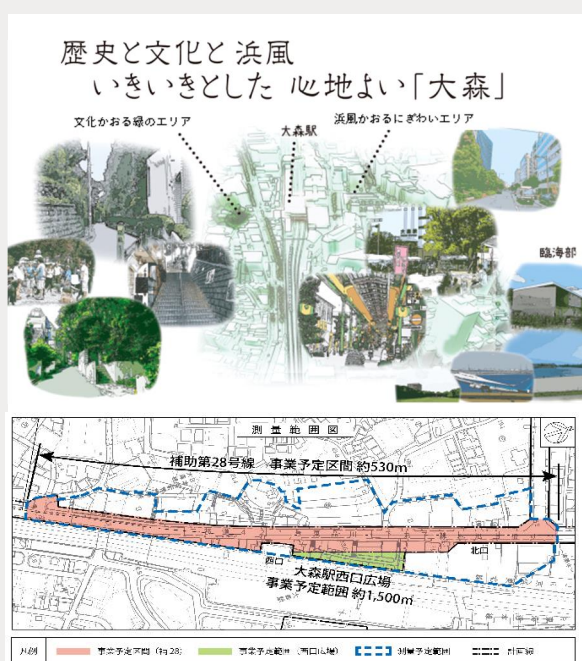 歴史と文化と浜風
いきいきとした 心地よい「大森」
文化かおる緑のエリア
大森駅
浜風かおるにぎわいエリア
臨海部
測量範囲図
補助第28号線 事業予定区間 約530m
西口
北口
大森駅西口広場
事業予定範囲 約1,500m
凡例
事業予定区間（補28）
事業予定範囲（西口広場）
測量予定範囲
計画線